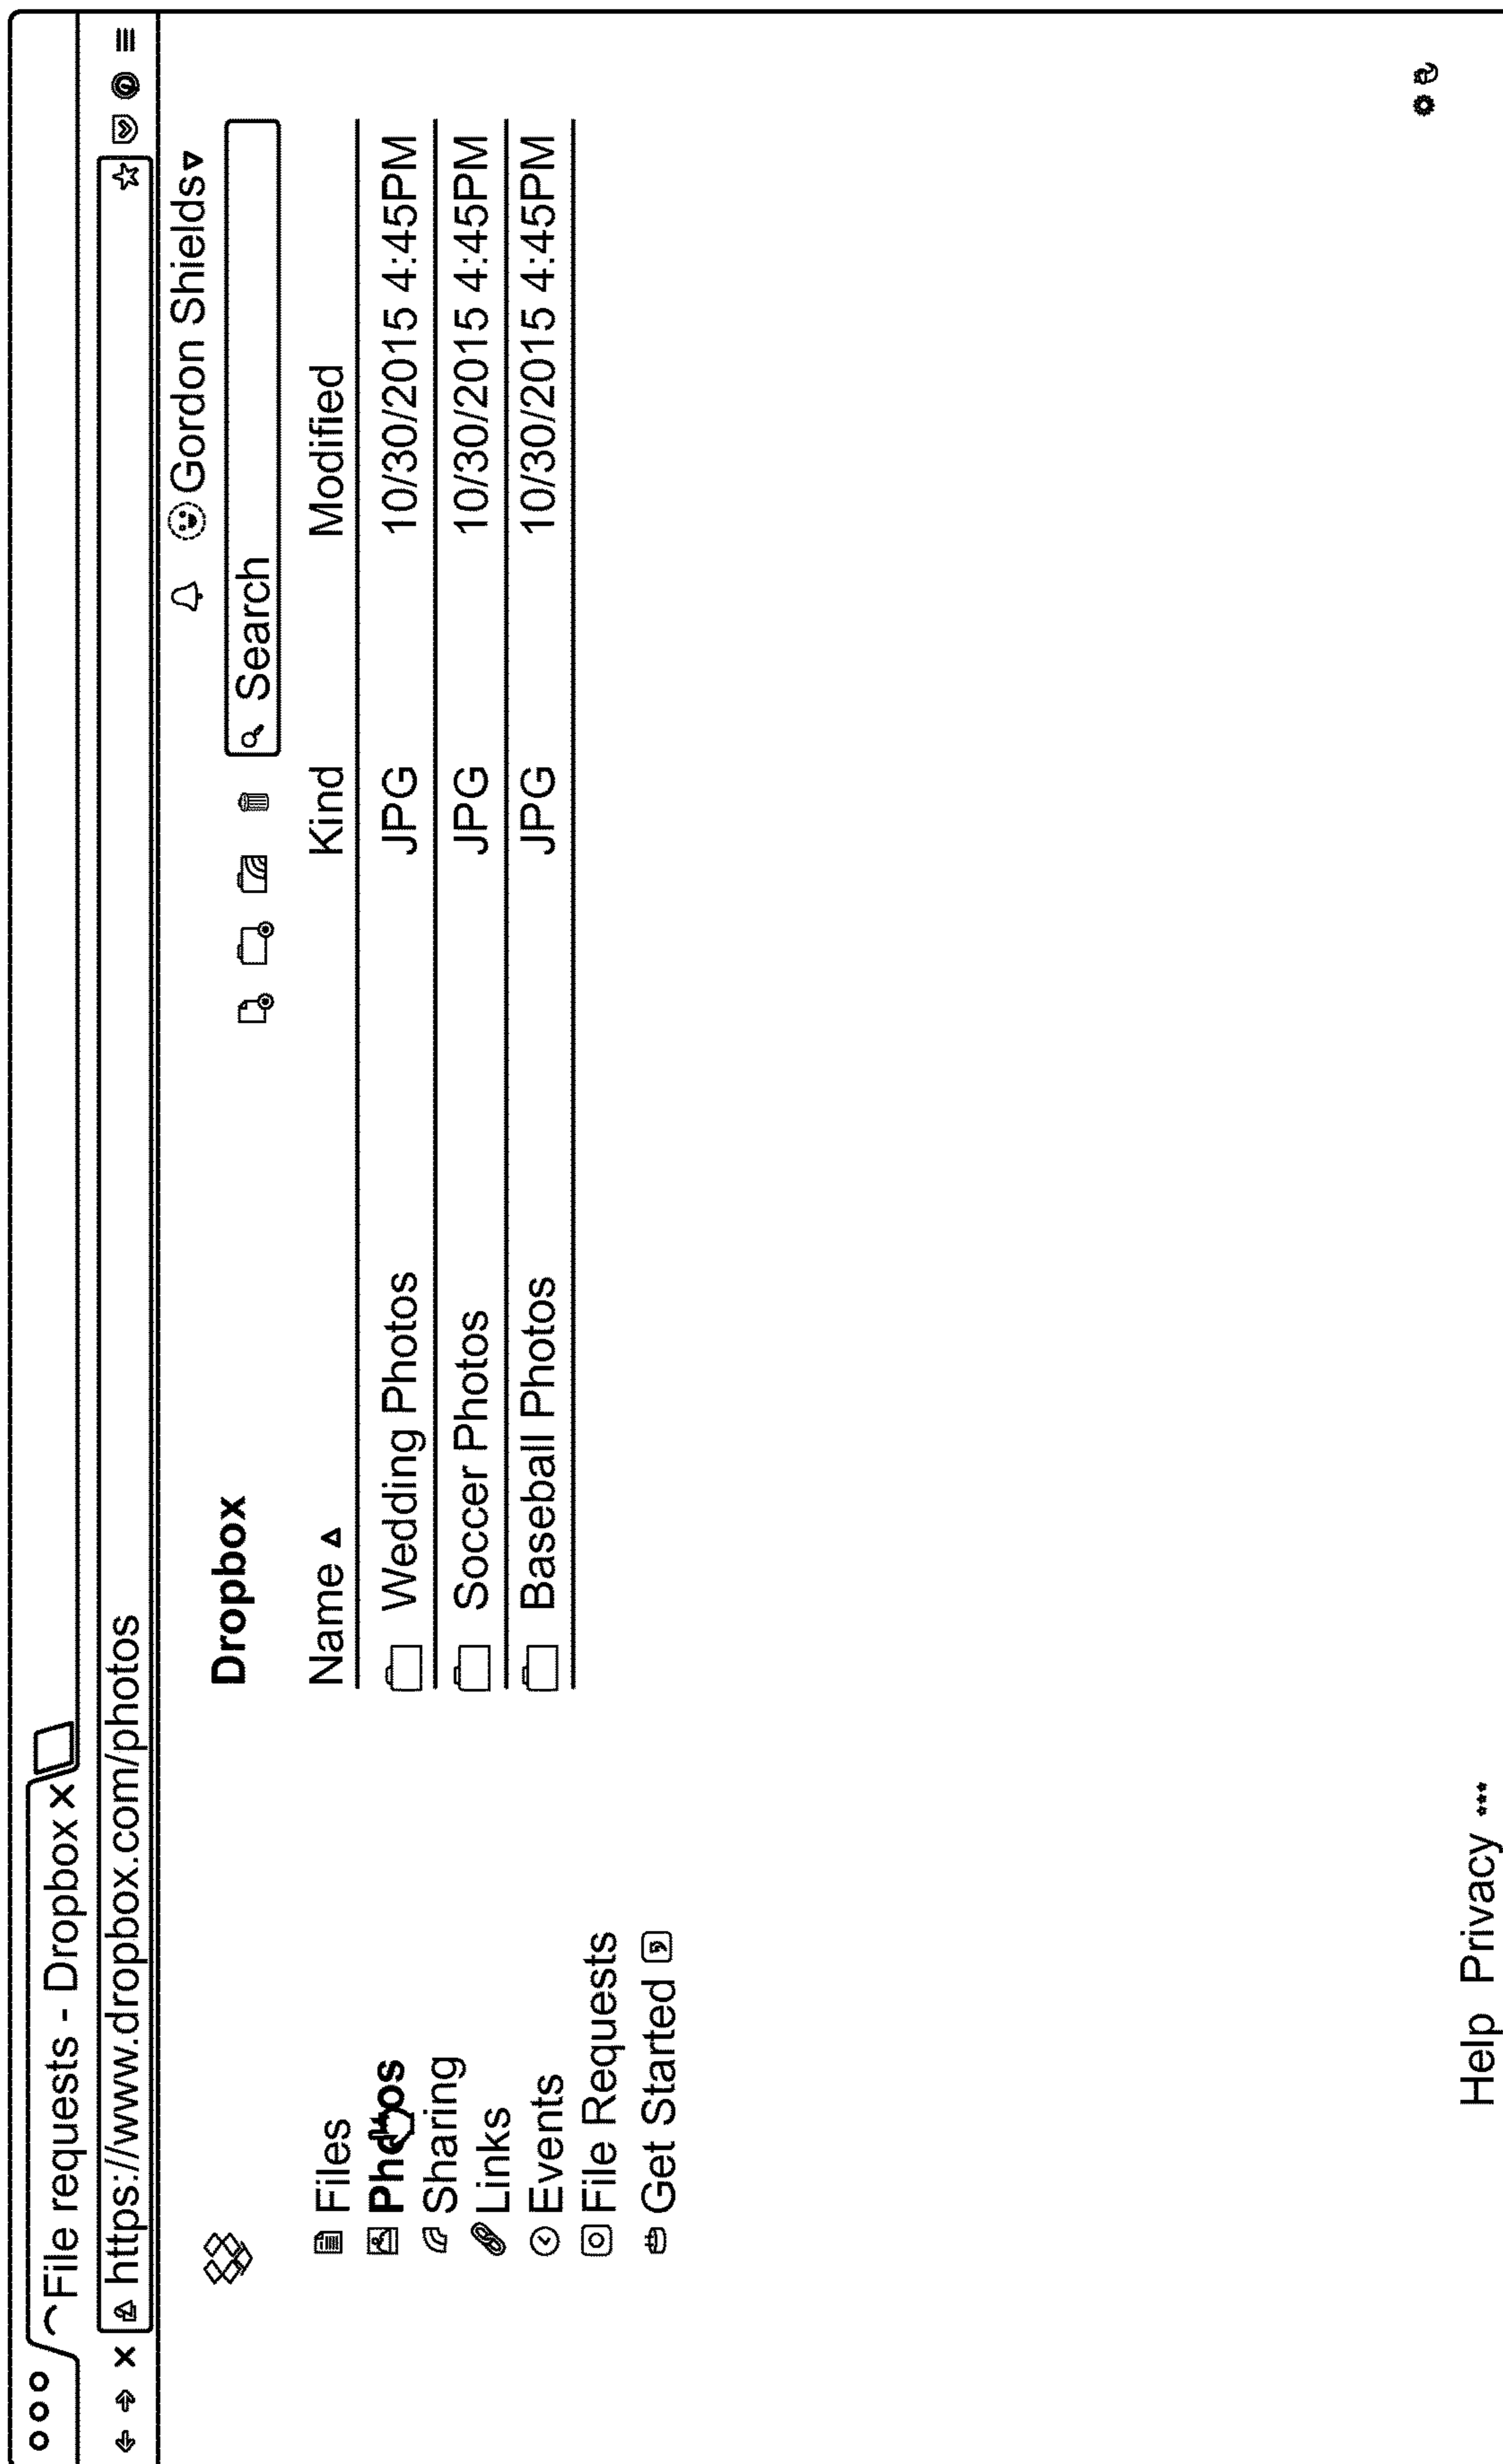 File requests - Dropbox
https://www.dropbox.com/photos
Gordon Shields
Dropbox
Search
Name Kind Modified
Wedding Photos JPG 10/30/2015 4:45PM
Soccer Photos JPG 10/30/2015 4:45PM
Baseball Photos JPG 10/30/2015 4:45PM
Files
Photos
Sharing
Links
Events
File Requests
Get Started
Help Privacy